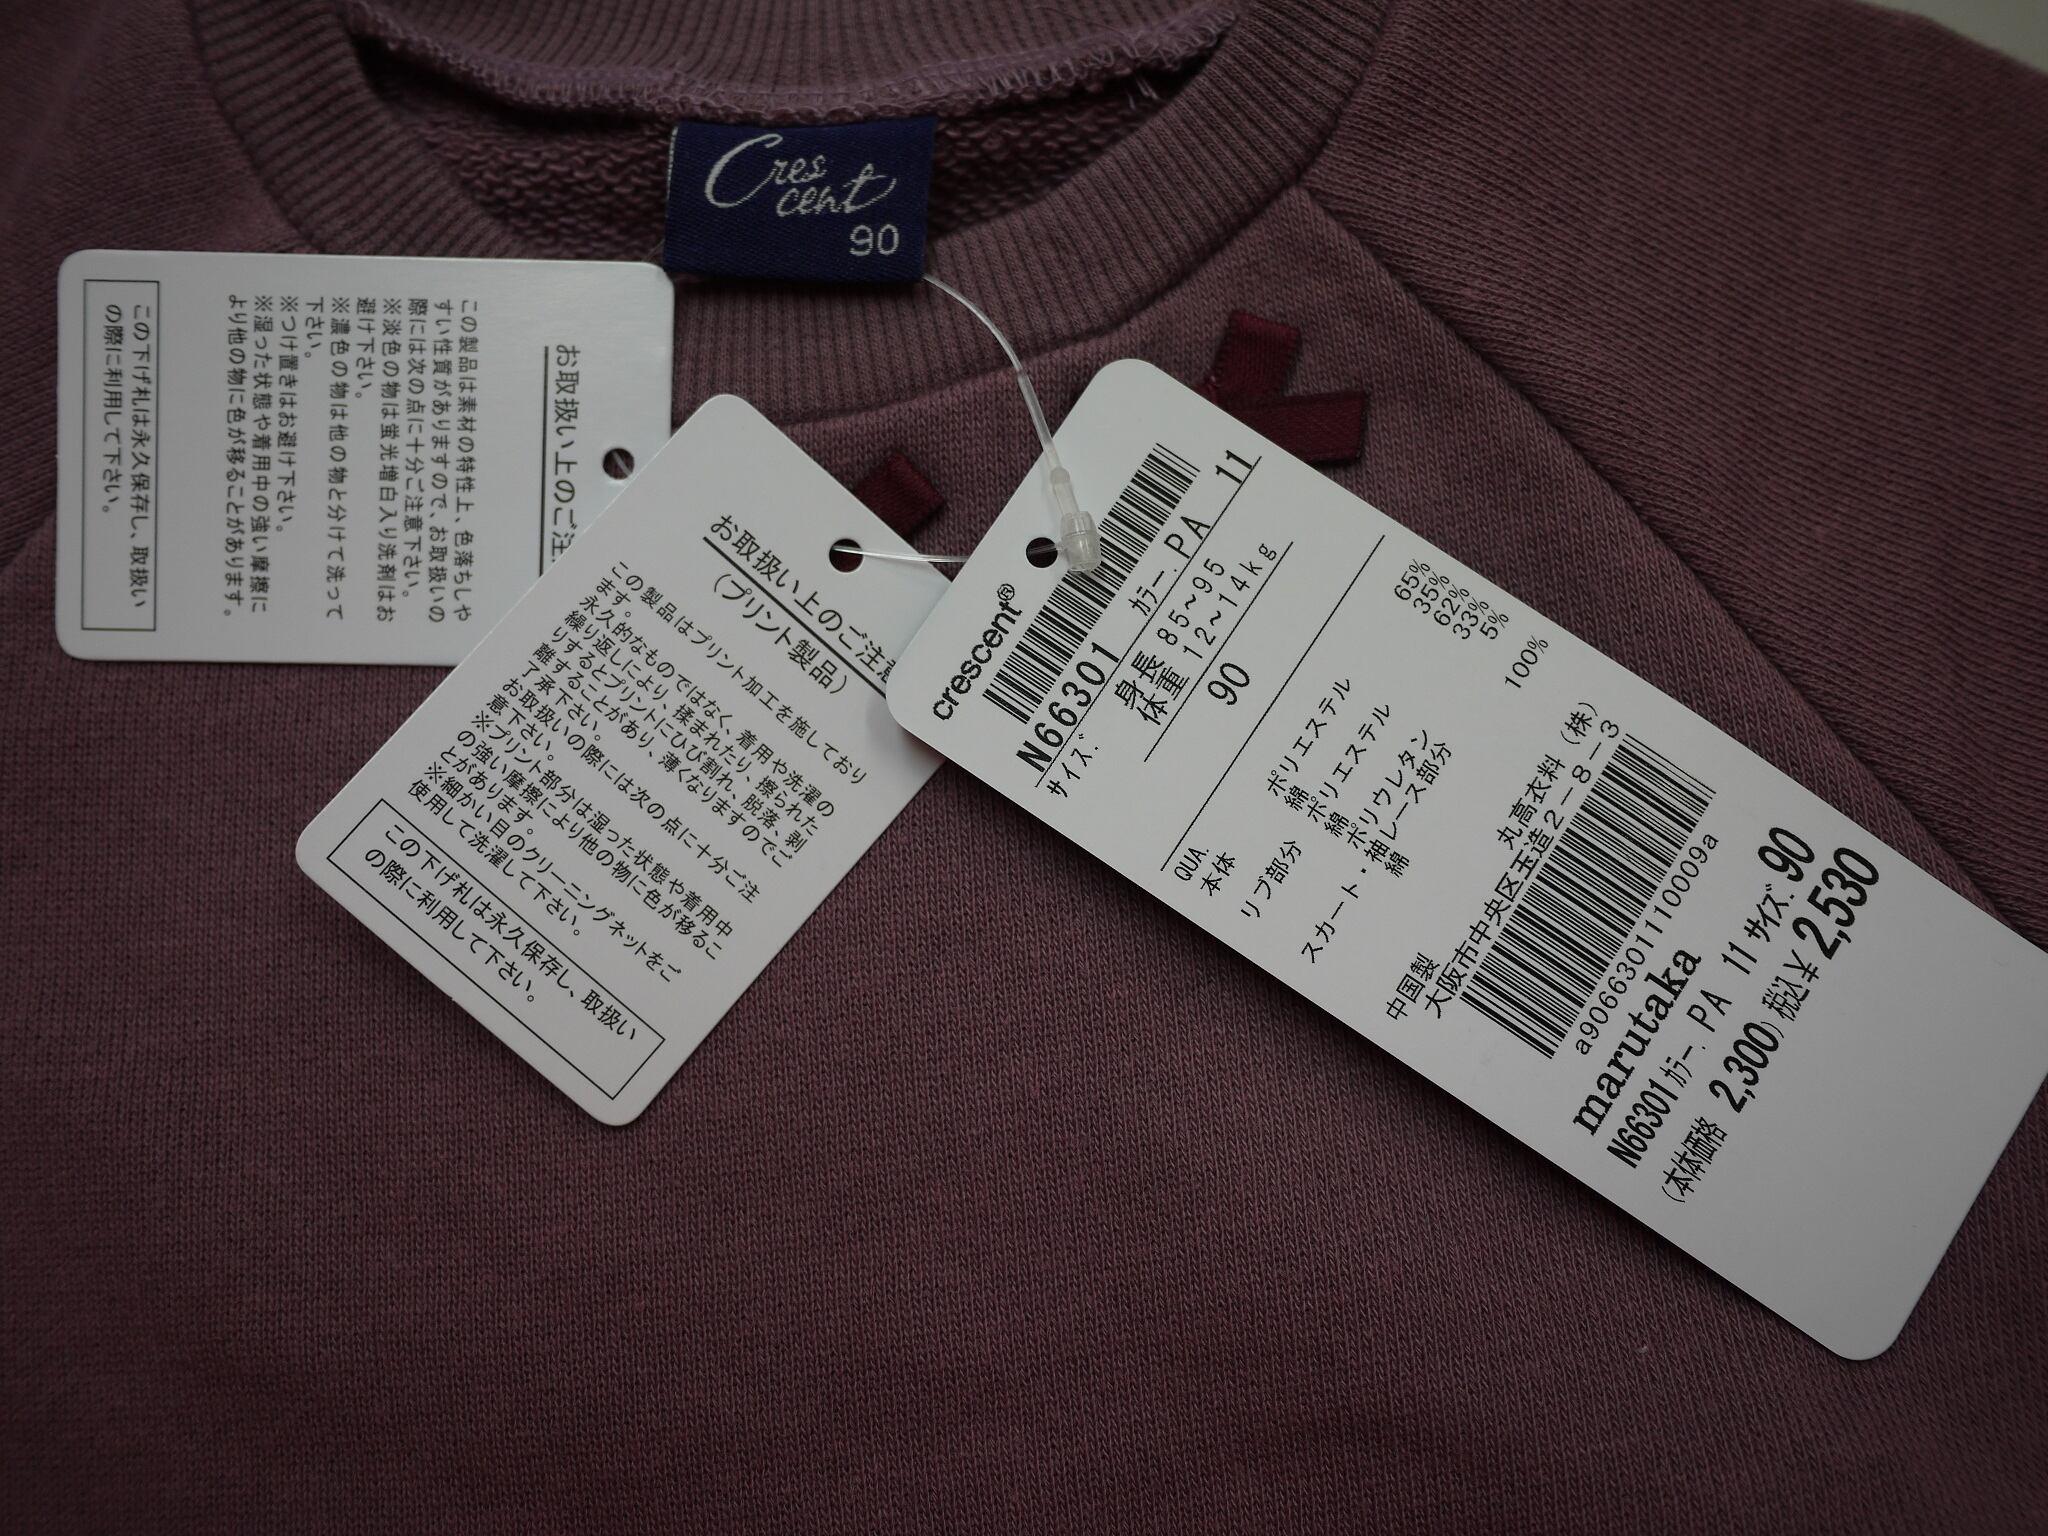 Cres
cent
90
お取扱い上のご注
この製品は素材の特性上、色落ちしや
すい性質がありますので、お取扱いの
際には次の点に十分ご注意下さい。
※淡色の物は蛍光増白入り洗剤はお
避け下さい。
※濃色の物は他の物と分けて洗って
下さい。
※つけ置きはお避け下さい。
※湿った状態や着用中の強い摩擦に
より他の物に色が移ることがあります。
この下げ札は永久保存し、取扱い
の際に利用して下さい。
お取扱い上のご注意
（プリント製品）
この製品はプリント加工を施しており
ます。
永久的なものではなく、着用や洗濯の
繰り返しにより、揉まれたり、擦られた
りするとプリントにひび割れ、脱落、剥
離することがあり、薄くなりますのでご
了承下さい。
お取扱いの際には次の点に十分ご注
意下さい。
※プリント部分は湿った状態や着用中
の強い摩擦により他の物に色が移るこ
とがあります。
※細かい目のクリーニングネットをご
使用して洗濯して下さい。
この下げ札は永久保存し、取扱い
の際に利用して下さい。
crescent®
N66301 カラー. PA 11
サイズ. 身長 85~95
体重 12~14kg
90
QUA.
本体 ポリエステル 65%
綿 35%
リブ部分 ポリエステル 62%
綿 33%
ポリウレタン 5%
スカート・袖レース部分
綿 100%
中国製 丸高衣料（株）
大阪市中央区玉造2-8-3
a9066301110009a
marutaka
N66301 カラー. PA 11 サイズ. 90
(本体価格 2,300) 税込¥ 2,530